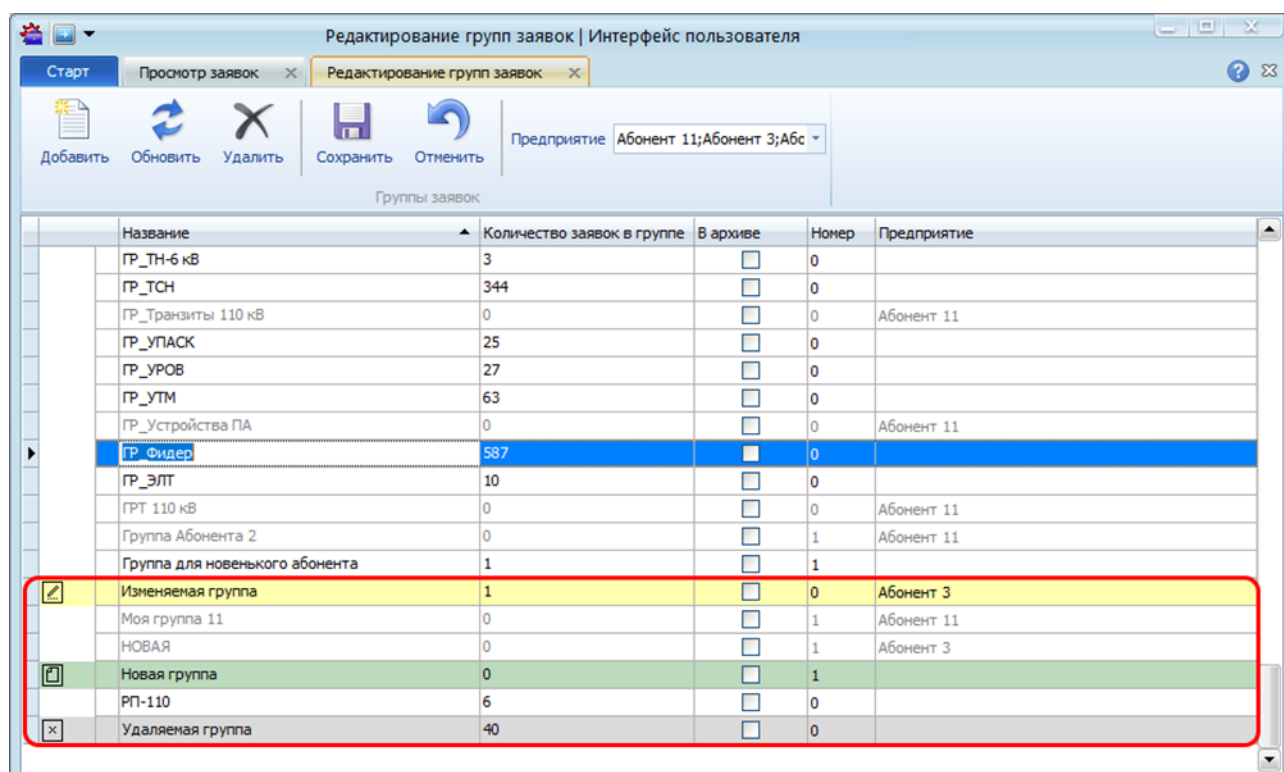 Редактирование групп заявок | Интерфейс пользователя
Старт Просмотр заявок Редактирование групп заявок
Добавить Обновить Удалить Сохранить Отменить Предприятие Абонент 11;Абонент 3;Абс
Группы заявок
Название Количество заявок в группе В архиве Номер Предприятие
ГР_ТН-6 кВ 3 0
ГР_ТСН 344 0
ГР_Транзиты 110 кВ 0 0 Абонент 11
ГР_УПАСК 25 0
ГР_УРОВ 27 0
ГР_УТМ 63 0
ГР_Устройства ПА 0 0 Абонент 11
ГР_Фидер 587 0
ГР_ЭЛТ 10 0
ГРТ 110 кВ 0 0 Абонент 11
Группа Абонента 2 0 1 Абонент 11
Группа для новенького абонента 1 1
Изменяемая группа 1 0 Абонент 3
Моя группа 11 0 1 Абонент 11
НОВАЯ 0 1 Абонент 3
Новая группа 0 1
РП-110 6 0
Удаляемая группа 40 0